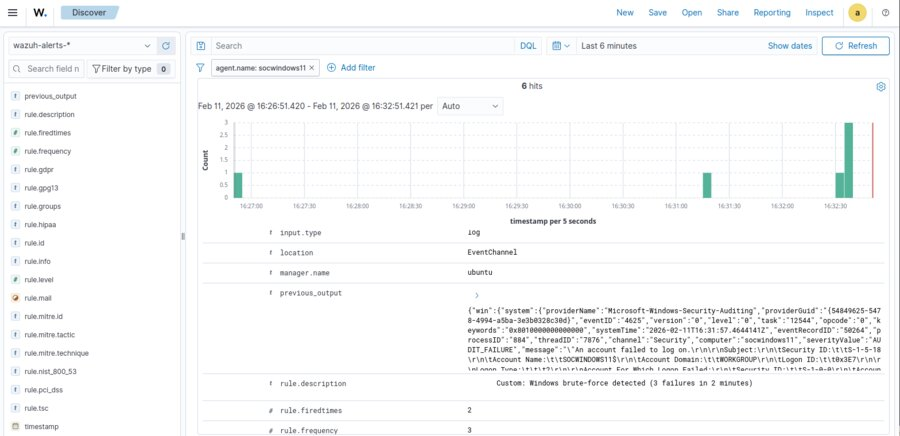 W. Discover New Save Open Share Reporting Inspect a
wazuh-alerts-*
Search DQL Last 6 minutes Show dates Refresh
Search field n Filter by type 0
agent.name: socwindows11 × + Add filter
6 hits
Feb 11, 2026 @ 16:26:51.420 - Feb 11, 2026 @ 16:32:51.421 per Auto
t previous_output
t rule.description
# rule.firedtimes
# rule.frequency
t rule.gdpr
t rule.gpg13
t rule.groups
t rule.hipaa
t rule.id
t rule.info
# rule.level
rule.mail
t rule.mitre.id
t rule.mitre.tactic
t rule.mitre.technique
t rule.nist_800_53
t rule.pci_dss
t rule.tsc
t timestamp
Count
3
2.5
2
1.5
1
0.5
0
16:27:00 16:27:30 16:28:00 16:28:30 16:29:00 16:29:30 16:30:00 16:30:30 16:31:00 16:31:30 16:32:00 16:32:30
timestamp per 5 seconds
t input.type log
t location EventChannel
t manager.name ubuntu
t previous_output
{"win":{"system":{"providerName":"Microsoft-Windows-Security-Auditing","providerGuid":"{54849625-547
8-4994-a5ba-3e3b0328c30d}","eventID":"4625","version":"0","level":"0","task":"12544","opcode":"0","k
eywords":"0x8010000000000000","systemTime":"2026-02-11T16:31:57.4644141Z","eventRecordID":"50264","p
rocessID":"884","threadID":"7876","channel":"Security","computer":"socwindows11","severityValue":"AU
DIT_FAILURE","message":"\"An account failed to log on.\r\n\r\nSubject:\r\n\tSecurity ID:\t\tS-1-5-18
\r\n\tAccount Name:\t\tSOCWINDOWS11$\r\n\tAccount Domain:\t\tWORKGROUP\r\n\tLogon ID:\t\t0x3E7\r\n\r
\nLogon Type:\t\t\t2\r\n\r\nAccount For Which Logon Failed:\r\n\tSecurity ID:\t\tS-1-0-0\r\n\tAccoun
t rule.description Custom: Windows brute-force detected (3 failures in 2 minutes)
# rule.firedtimes 2
# rule.frequency 3